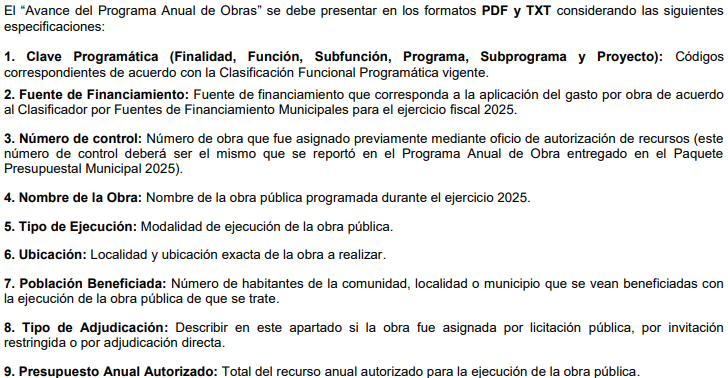 El “Avance del Programa Anual de Obras” se debe presentar en los formatos PDF y TXT considerando las siguientes
especificaciones:
1. Clave Programática (Finalidad, Función, Subfunción, Programa, Subprograma y Proyecto): Códigos
correspondientes de acuerdo con la Clasificación Funcional Programática vigente.
2. Fuente de Financiamiento: Fuente de financiamiento que corresponda a la aplicación del gasto por obra de acuerdo
al Clasificador por Fuentes de Financiamiento Municipales para el ejercicio fiscal 2025.
3. Número de control: Número de obra que fue asignado previamente mediante oficio de autorización de recursos (este
número de control deberá ser el mismo que se reportó en el Programa Anual de Obra entregado en el Paquete
Presupuestal Municipal 2025).
4. Nombre de la Obra: Nombre de la obra pública programada durante el ejercicio 2025.
5. Tipo de Ejecución: Modalidad de ejecución de la obra pública.
6. Ubicación: Localidad y ubicación exacta de la obra a realizar.
7. Población Beneficiada: Número de habitantes de la comunidad, localidad o municipio que se vean beneficiadas con
la ejecución de la obra pública de que se trate.
8. Tipo de Adjudicación: Describir en este apartado si la obra fue asignada por licitación pública, por invitación
restringida o por adjudicación directa.
9. Presupuesto Anual Autorizado: Total del recurso anual autorizado para la ejecución de la obra pública.